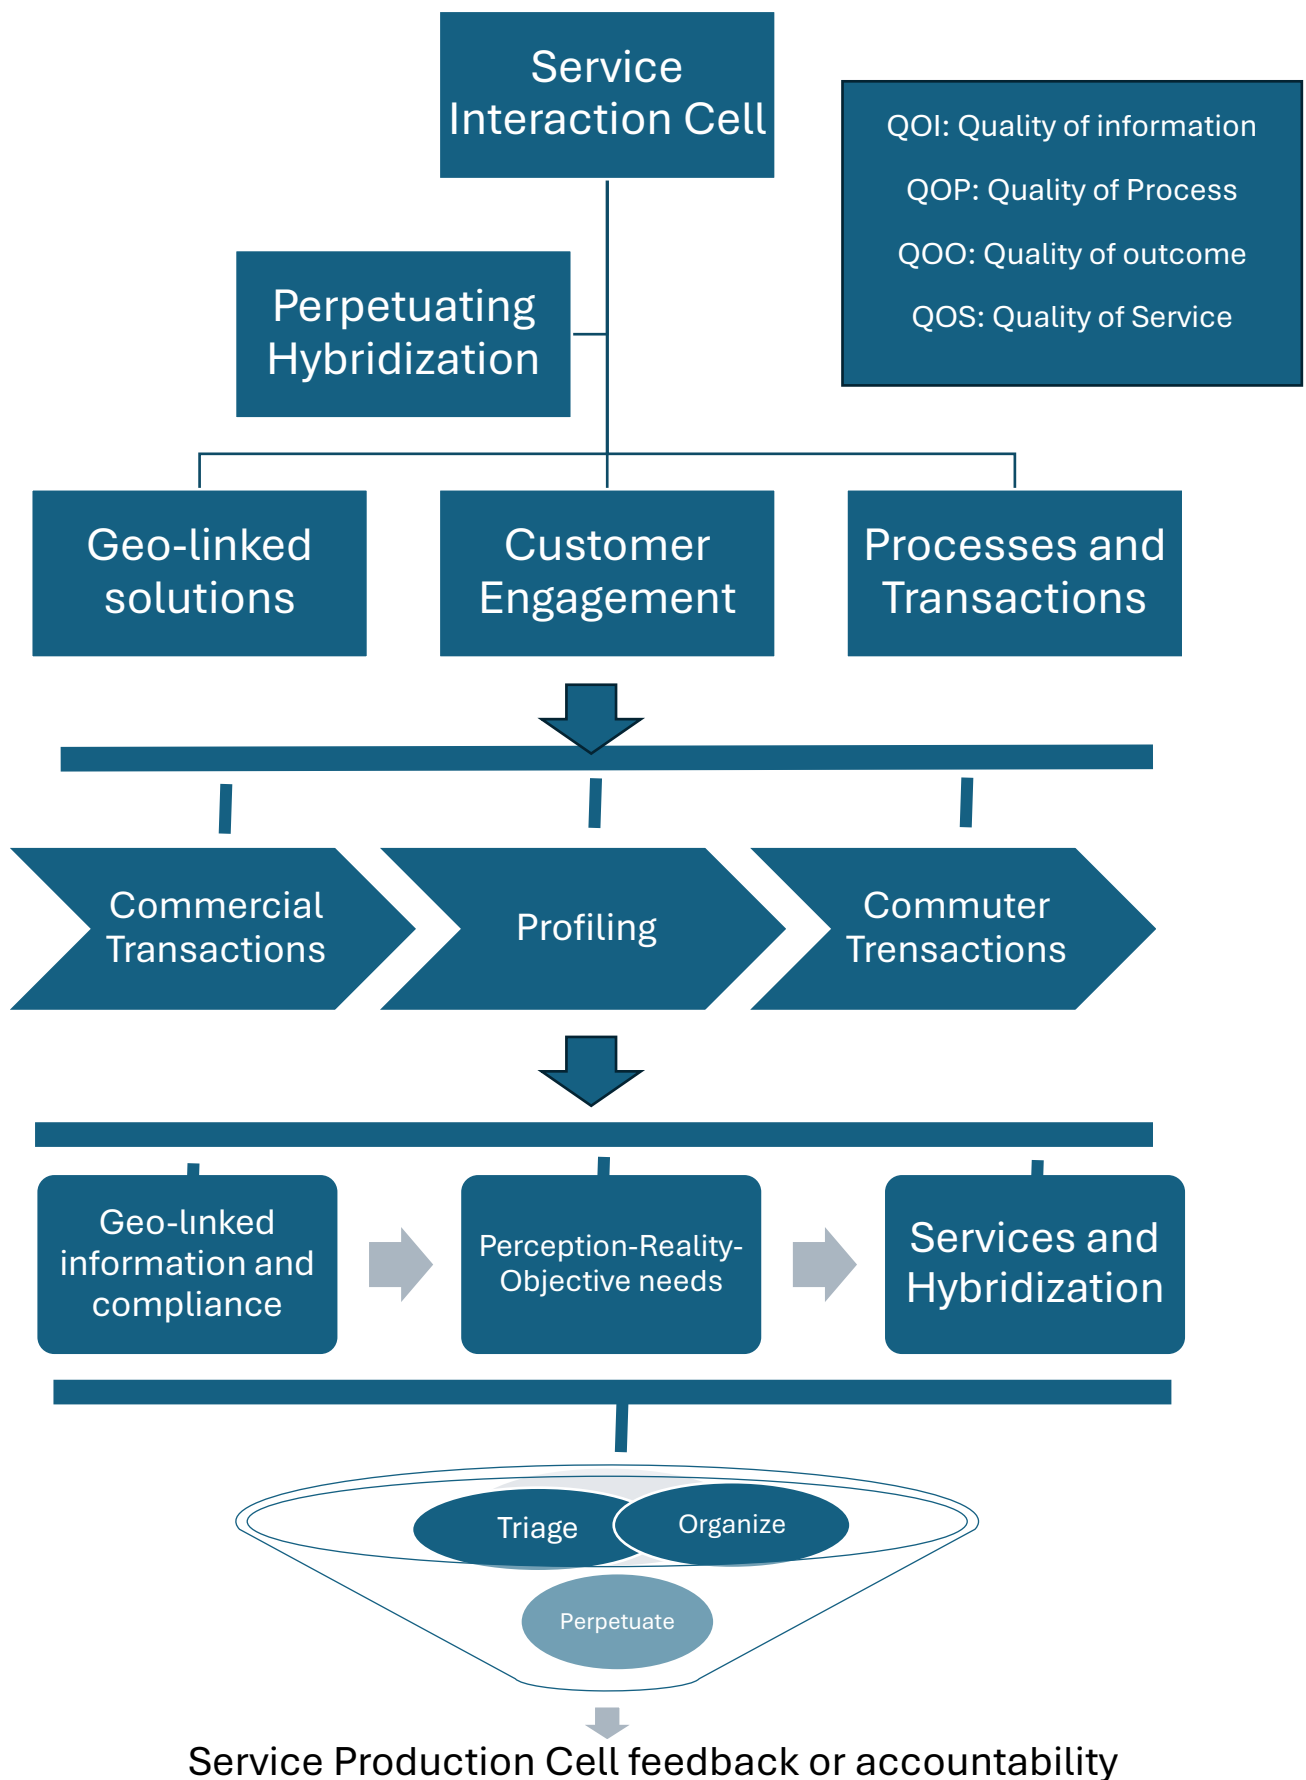 Service
Interaction Cell
QOI: Quality of information
QOP: Quality of Process
QOO: Quality of outcome
QOS: Quality of Service
Perpetuating
Hybridization
Geo-linked
solutions
Customer
Engagement
Processes and
Transactions
Commercial
Transactions
Profiling
Commuter
Trensactions
Geo-linked
information and
compliance
Perception-Reality-
Objective needs
Services and
Hybridization
Triage
Organize
Perpetuate
Service Production Cell feedback or accountability